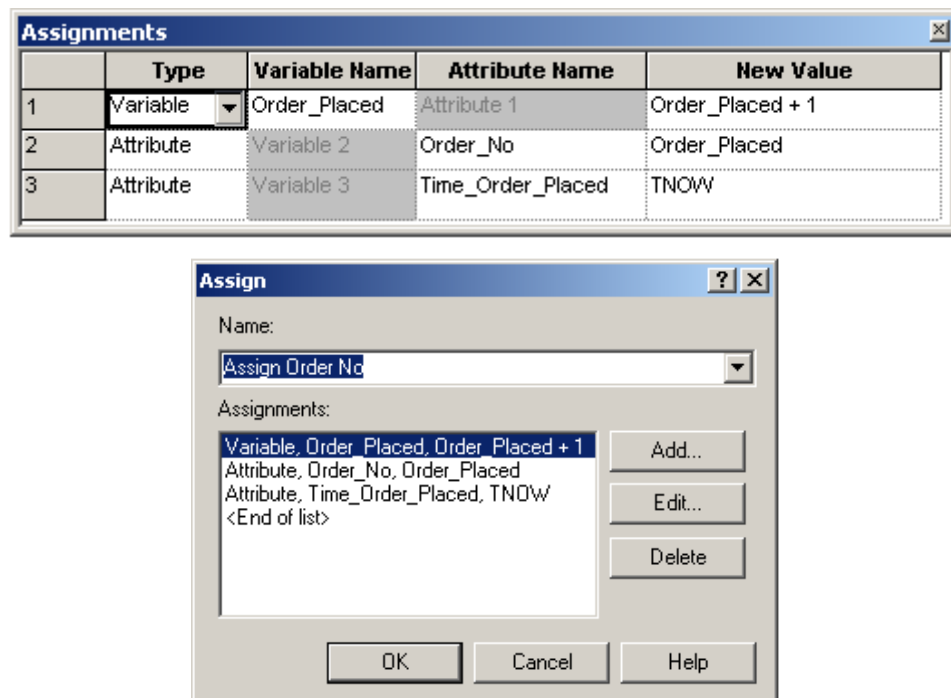 Assignments
Type Variable Name Attribute Name New Value
1 Variable Order_Placed Attribute 1 Order_Placed + 1
2 Attribute Variable 2 Order_No Order_Placed
3 Attribute Variable 3 Time_Order_Placed TNOW
Assign
Name:
Assign Order No
Assignments:
Variable, Order_Placed, Order_Placed + 1
Attribute, Order_No, Order_Placed
Attribute, Time_Order_Placed, TNOW
<End of list>
Add...
Edit...
Delete
OK Cancel Help